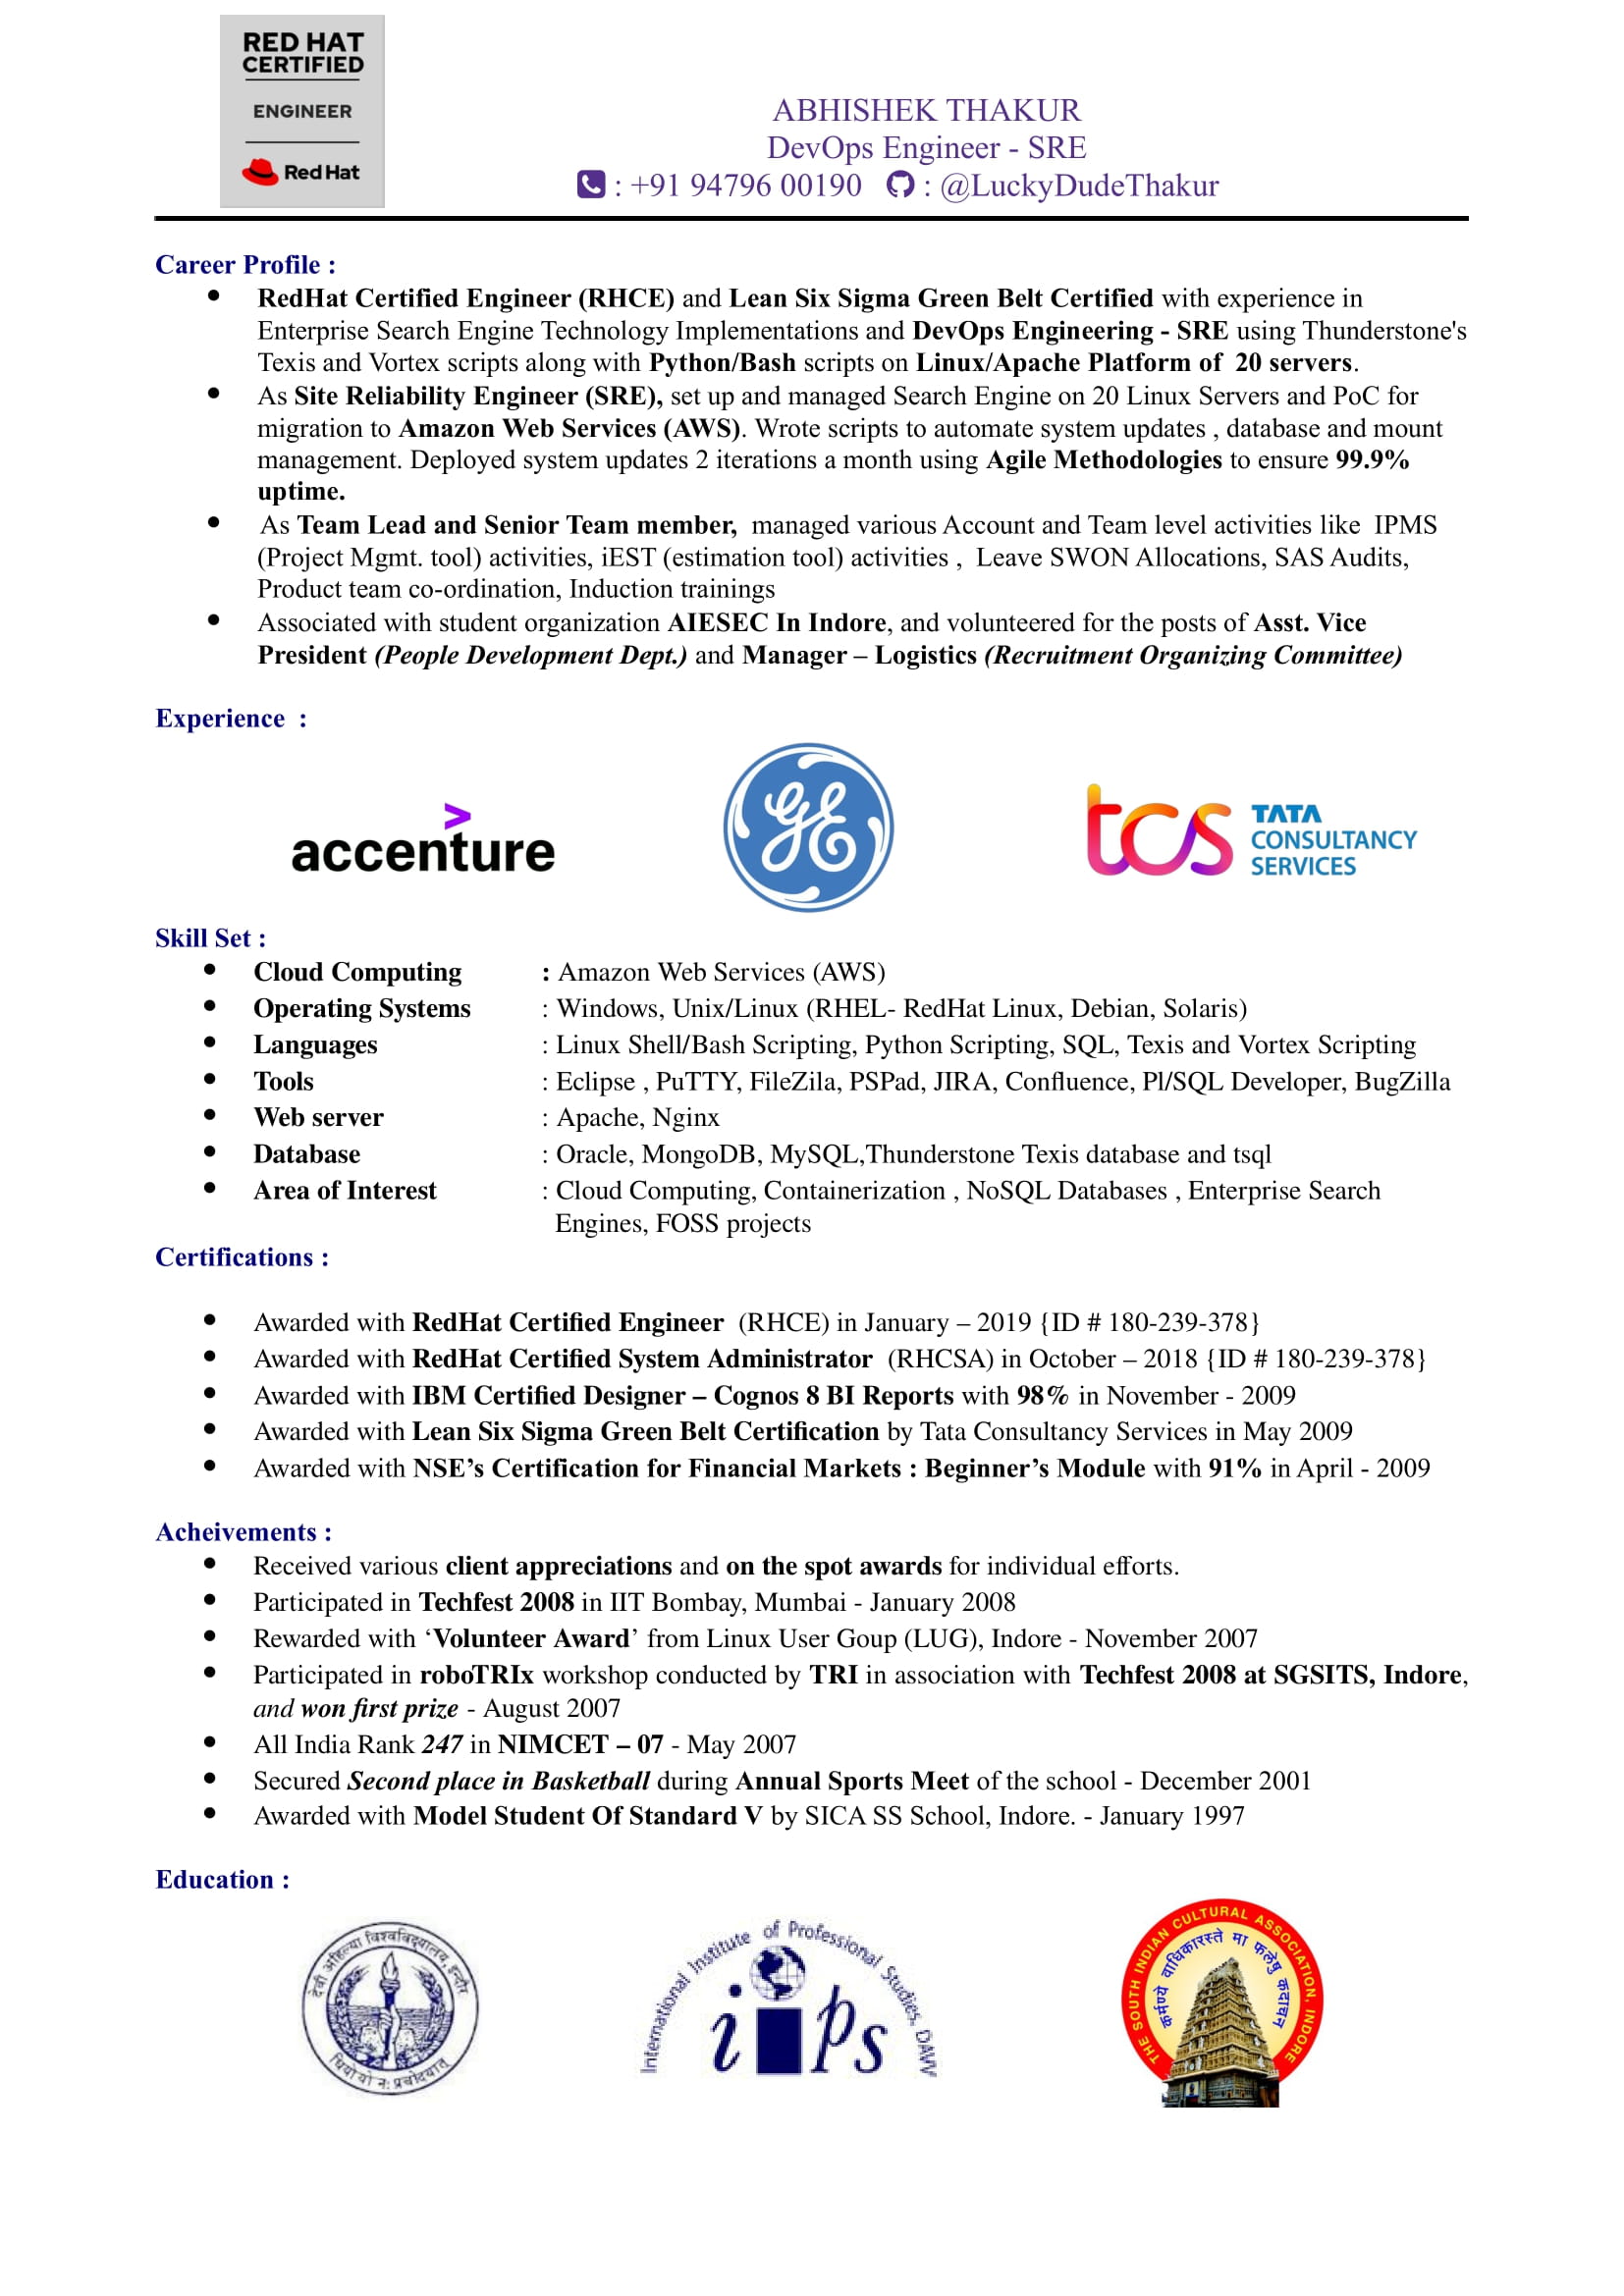 RED HAT
CERTIFIED
ENGINEER
Red Hat
ABHISHEK THAKUR
DevOps Engineer - SRE
: +91 94796 00190 : @LuckyDudeThakur
Career Profile :
RedHat Certified Engineer (RHCE) and Lean Six Sigma Green Belt Certified with experience in
Enterprise Search Engine Technology Implementations and DevOps Engineering - SRE using Thunderstone's
Texis and Vortex scripts along with Python/Bash scripts on Linux/Apache Platform of 20 servers.
As Site Reliability Engineer (SRE), set up and managed Search Engine on 20 Linux Servers and PoC for
migration to Amazon Web Services (AWS). Wrote scripts to automate system updates , database and mount
management. Deployed system updates 2 iterations a month using Agile Methodologies to ensure 99.9%
uptime.
As Team Lead and Senior Team member, managed various Account and Team level activities like IPMS
(Project Mgmt. tool) activities, iEST (estimation tool) activities , Leave SWON Allocations, SAS Audits,
Product team co-ordination, Induction trainings
Associated with student organization AIESEC In Indore, and volunteered for the posts of Asst. Vice
President (People Development Dept.) and Manager – Logistics (Recruitment Organizing Committee)
Experience :
accenture
GE
tcs TATA
CONSULTANCY
SERVICES
Skill Set :
Cloud Computing : Amazon Web Services (AWS)
Operating Systems : Windows, Unix/Linux (RHEL- RedHat Linux, Debian, Solaris)
Languages : Linux Shell/Bash Scripting, Python Scripting, SQL, Texis and Vortex Scripting
Tools : Eclipse , PuTTY, FileZila, PSPad, JIRA, Confluence, Pl/SQL Developer, BugZilla
Web server : Apache, Nginx
Database : Oracle, MongoDB, MySQL,Thunderstone Texis database and tsql
Area of Interest : Cloud Computing, Containerization , NoSQL Databases , Enterprise Search
Engines, FOSS projects
Certifications :
Awarded with RedHat Certified Engineer (RHCE) in January – 2019 {ID # 180-239-378}
Awarded with RedHat Certified System Administrator (RHCSA) in October – 2018 {ID # 180-239-378}
Awarded with IBM Certified Designer – Cognos 8 BI Reports with 98% in November - 2009
Awarded with Lean Six Sigma Green Belt Certification by Tata Consultancy Services in May 2009
Awarded with NSE’s Certification for Financial Markets : Beginner’s Module with 91% in April - 2009
Acheivements :
Received various client appreciations and on the spot awards for individual efforts.
Participated in Techfest 2008 in IIT Bombay, Mumbai - January 2008
Rewarded with ‘Volunteer Award’ from Linux User Goup (LUG), Indore - November 2007
Participated in roboTRIx workshop conducted by TRI in association with Techfest 2008 at SGSITS, Indore,
and won first prize - August 2007
All India Rank 247 in NIMCET – 07 - May 2007
Secured Second place in Basketball during Annual Sports Meet of the school - December 2001
Awarded with Model Student Of Standard V by SICA SS School, Indore. - January 1997
Education :
देवी अहिल्या विश्वविद्यालय, इन्दौर
धियो यो नः प्रचोदयात्
International Institute of Professional Studies, DAVV
iips
THE SOUTH INDIAN CULTURAL ASSOCIATION, INDORE
कर्मण्ये वाधिकारस्ते मा फलेषु कदाचन